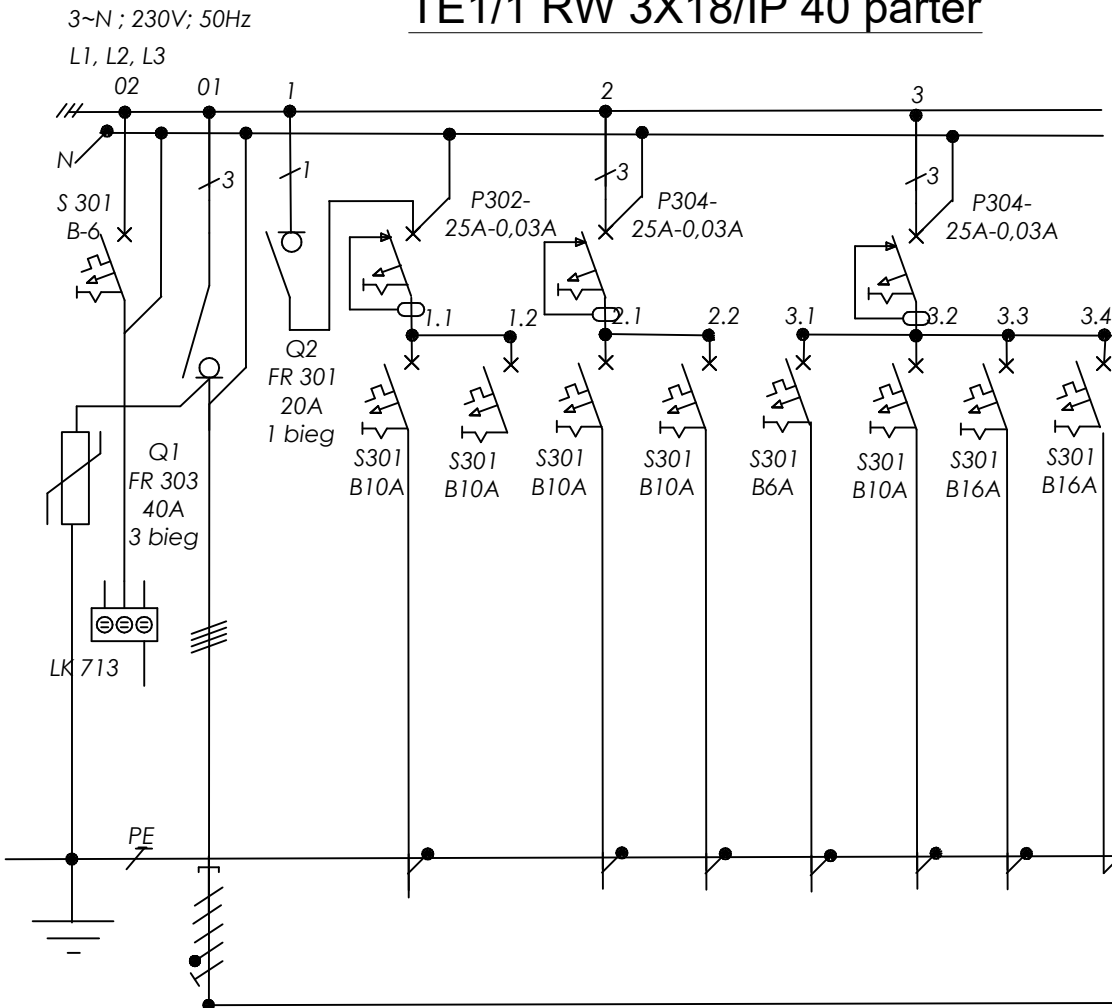 TE1/1 RW 3X18/IP 40 parter
3~N ; 230V; 50Hz
L1, L2, L3
02
01
1
2
3
N
3
1
3
3
S 301
B-6
P302-
25A-0,03A
P304-
25A-0,03A
P304-
25A-0,03A
1.1
1.2
2.1
2.2
3.1
3.2
3.3
3.4
Q2
FR 301
20A
1 bieg
Q1
FR 303
40A
3 bieg
S301
B10A
S301
B10A
S301
B10A
S301
B10A
S301
B6A
S301
B10A
S301
B16A
S301
B16A
LK 713
PE